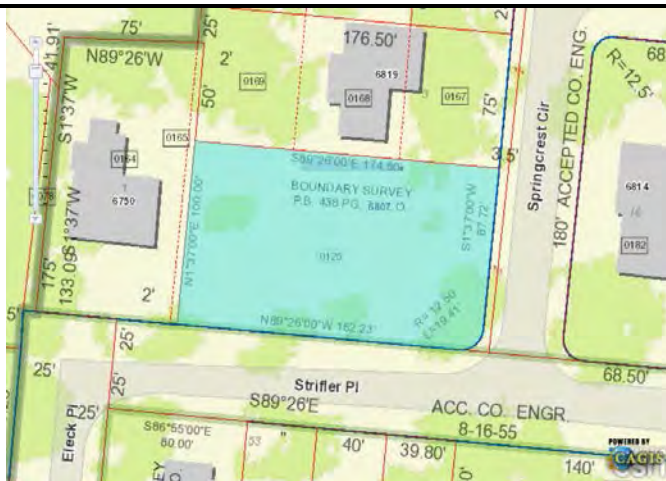 75'
25'
41.91'
N89°26'W
2'
176.50'
6819
0169
0168
0167
S1°37'W
50'
75'
0165
0164
3.5'
S89°26'00"E 174.50'
Springcrest Cir
180' ACCEPTED CO. ENG.
R=12.5'
68
6814
0182
BOUNDARY SURVEY
P.B. 438 PG.
6750
S1°37'W
N1°37'00"E 100.00'
S1°37'00"W
87.72'
0120
175'
133.09'
2'
N89°26'00"W 162.23'
R=12.50
5'
25'
25'
25'
25'
25'
68.50'
Strifler Pl
S89°26'E
ACC. CO. ENGR.
8-16-55
Eleck Pl
S86°55'00"E
60.00'
53
40'
39.80'
140'
POWERED BY
CAGIS